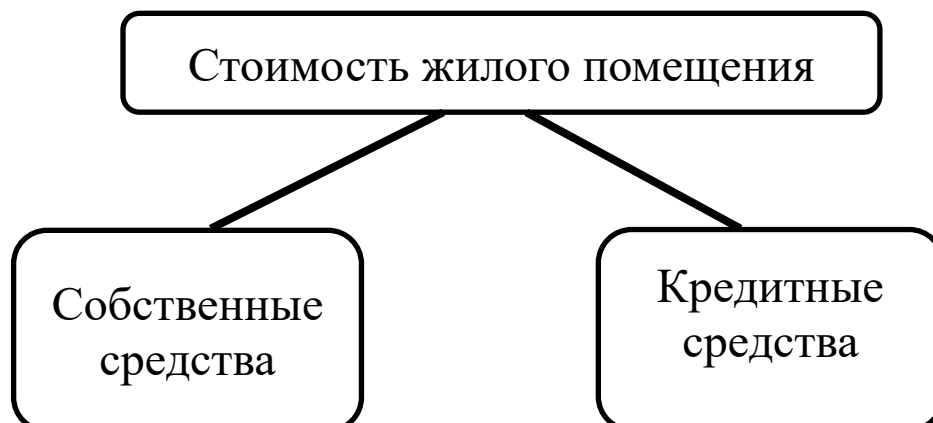 Стоимость жилого помещения
Собственные
средства
Кредитные
средства